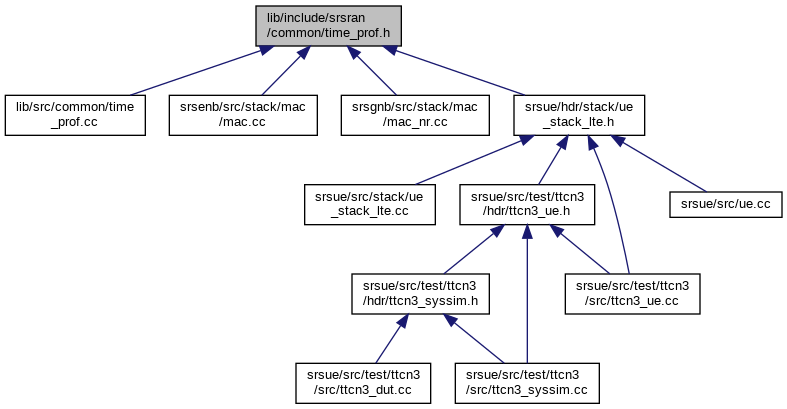 lib/include/srsran
/common/time_prof.h
lib/src/common/time
_prof.cc
srsenb/src/stack/mac
/mac.cc
srsgnb/src/stack/mac
/mac_nr.cc
srsue/hdr/stack/ue
_stack_lte.h
srsue/src/stack/ue
_stack_lte.cc
srsue/src/test/ttcn3
/hdr/ttcn3_ue.h
srsue/src/ue.cc
srsue/src/test/ttcn3
/hdr/ttcn3_syssim.h
srsue/src/test/ttcn3
/src/ttcn3_ue.cc
srsue/src/test/ttcn3
/src/ttcn3_dut.cc
srsue/src/test/ttcn3
/src/ttcn3_syssim.cc